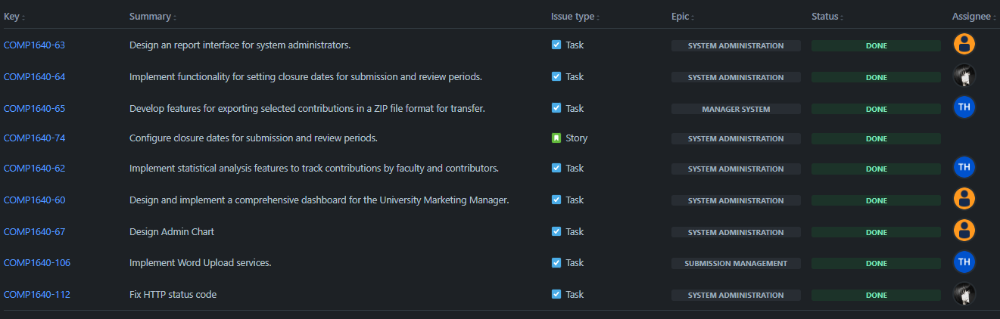 Key Summary Issue type Epic Status Assignee
COMP1640-63 Design an report interface for system administrators. Task SYSTEM ADMINISTRATION DONE
COMP1640-64 Implement functionality for setting closure dates for submission and review periods. Task SYSTEM ADMINISTRATION DONE
COMP1640-65 Develop features for exporting selected contributions in a ZIP file format for transfer. Task MANAGER SYSTEM DONE TH
COMP1640-74 Configure closure dates for submission and review periods. Story SYSTEM ADMINISTRATION DONE
COMP1640-62 Implement statistical analysis features to track contributions by faculty and contributors. Task SYSTEM ADMINISTRATION DONE TH
COMP1640-60 Design and implement a comprehensive dashboard for the University Marketing Manager. Task SYSTEM ADMINISTRATION DONE
COMP1640-67 Design Admin Chart Task SYSTEM ADMINISTRATION DONE
COMP1640-106 Implement Word Upload services. Task SUBMISSION MANAGEMENT DONE TH
COMP1640-112 Fix HTTP status code Task SYSTEM ADMINISTRATION DONE